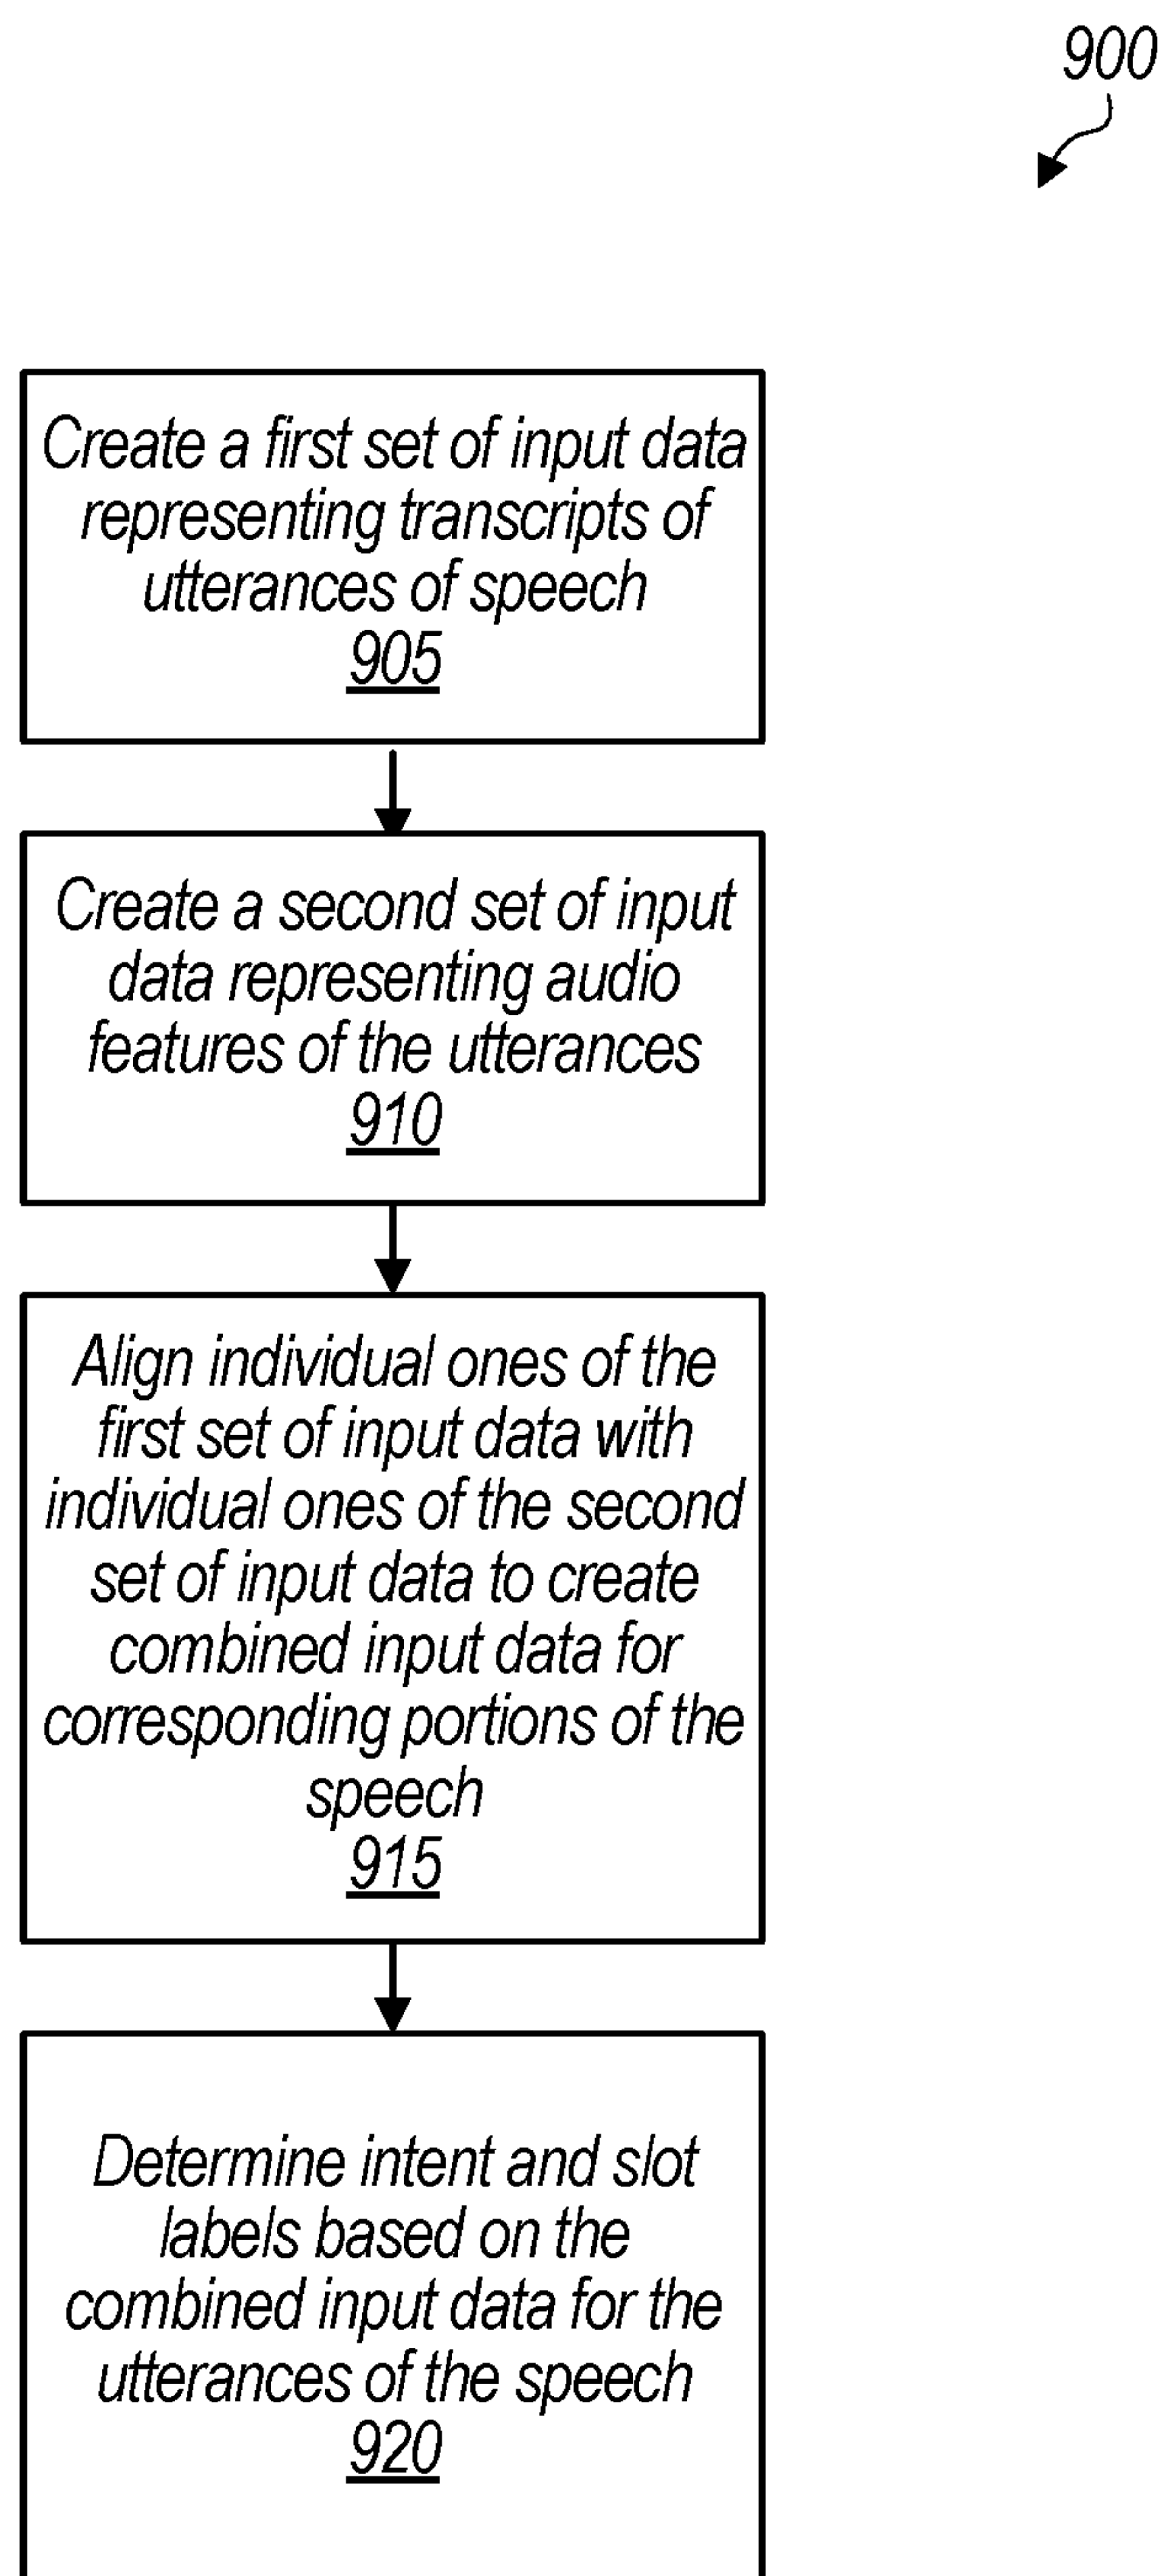 900
Create a first set of input data
representing transcripts of
utterances of speech
905
Create a second set of input
data representing audio
features of the utterances
910
Align individual ones of the
first set of input data with
individual ones of the second
set of input data to create
combined input data for
corresponding portions of the
speech
915
Determine intent and slot
labels based on the
combined input data for the
utterances of the speech
920